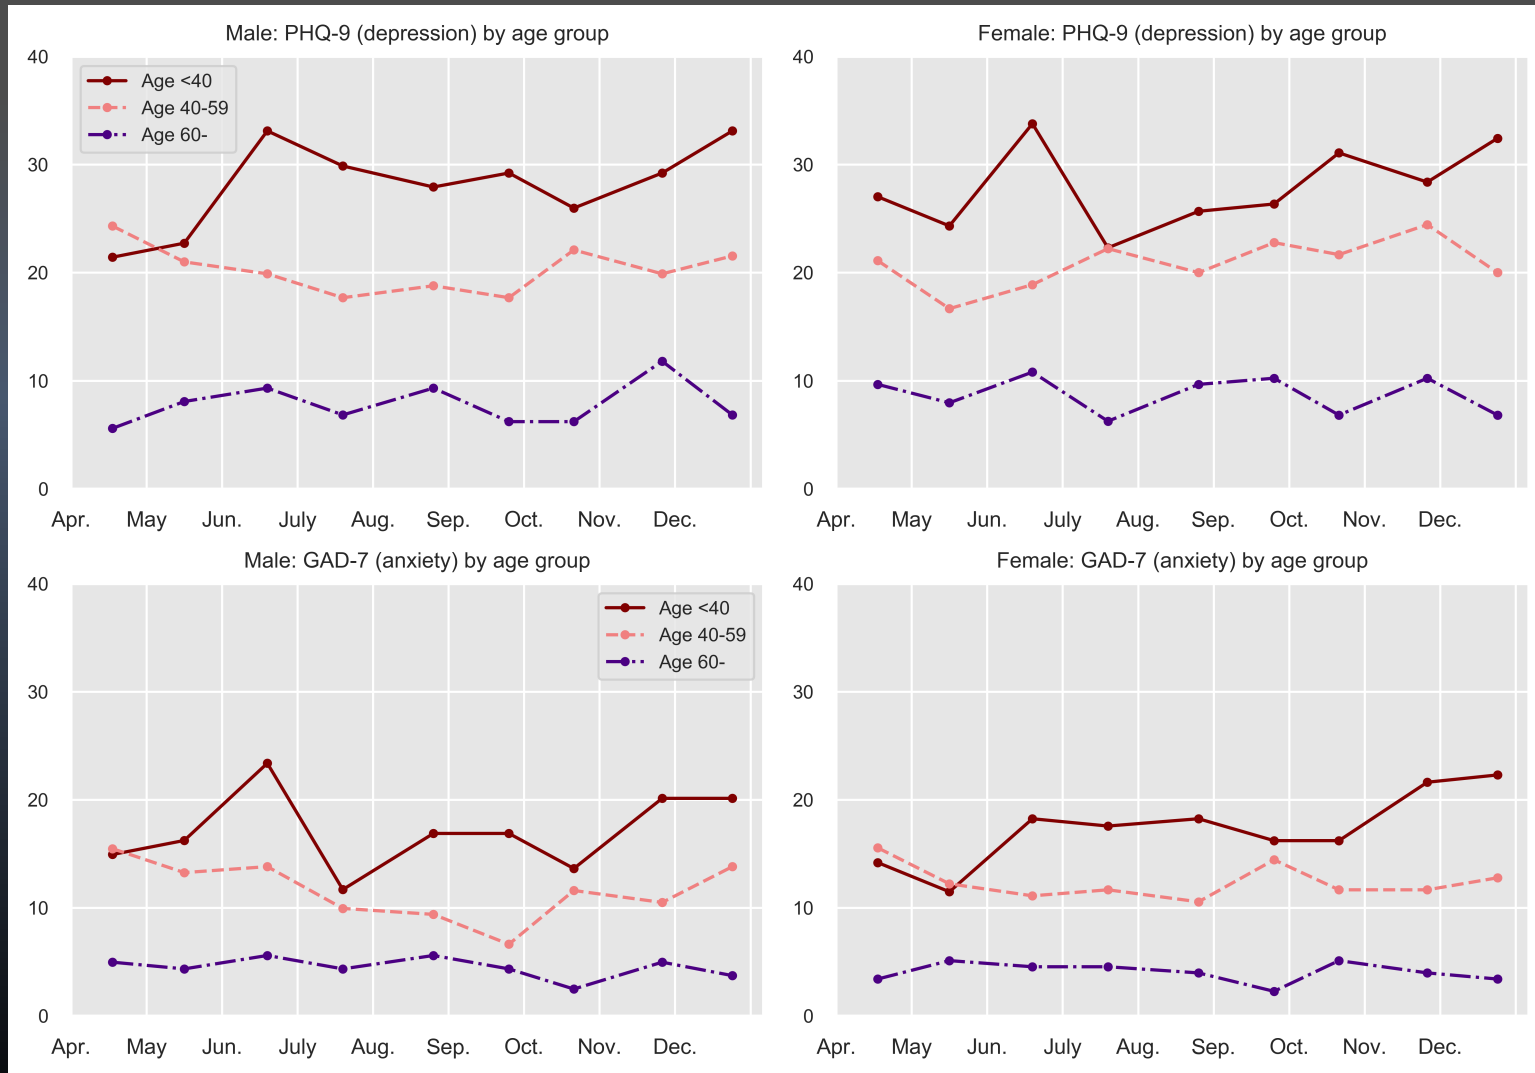 Male: PHQ-9 (depression) by age group
40
30
20
10
0
Age <40
Age 40-59
Age 60-
Apr. May Jun. July Aug. Sep. Oct. Nov. Dec.
Female: PHQ-9 (depression) by age group
40
30
20
10
0
Apr. May Jun. July Aug. Sep. Oct. Nov. Dec.
Male: GAD-7 (anxiety) by age group
40
30
20
10
0
Age <40
Age 40-59
Age 60-
Apr. May Jun. July Aug. Sep. Oct. Nov. Dec.
Female: GAD-7 (anxiety) by age group
40
30
20
10
0
Apr. May Jun. July Aug. Sep. Oct. Nov. Dec.